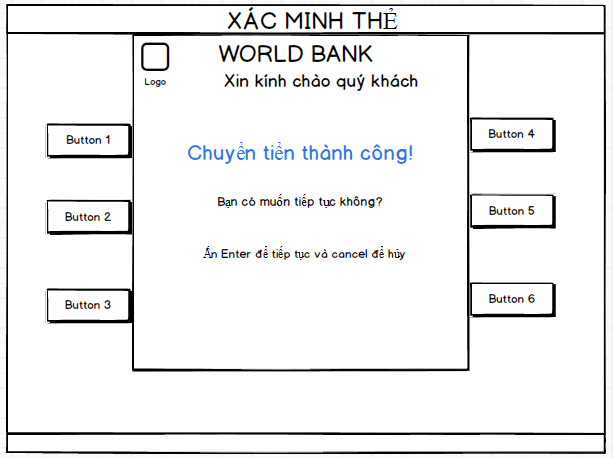 XÁC MINH THẺ
WORLD BANK
Logo
Xin kính chào quý khách
Button 1
Button 4
Chuyển tiền thành công!
Bạn có muốn tiếp tục không?
Button 2
Button 5
Ấn Enter để tiếp tục và cancel để hủy
Button 3
Button 6